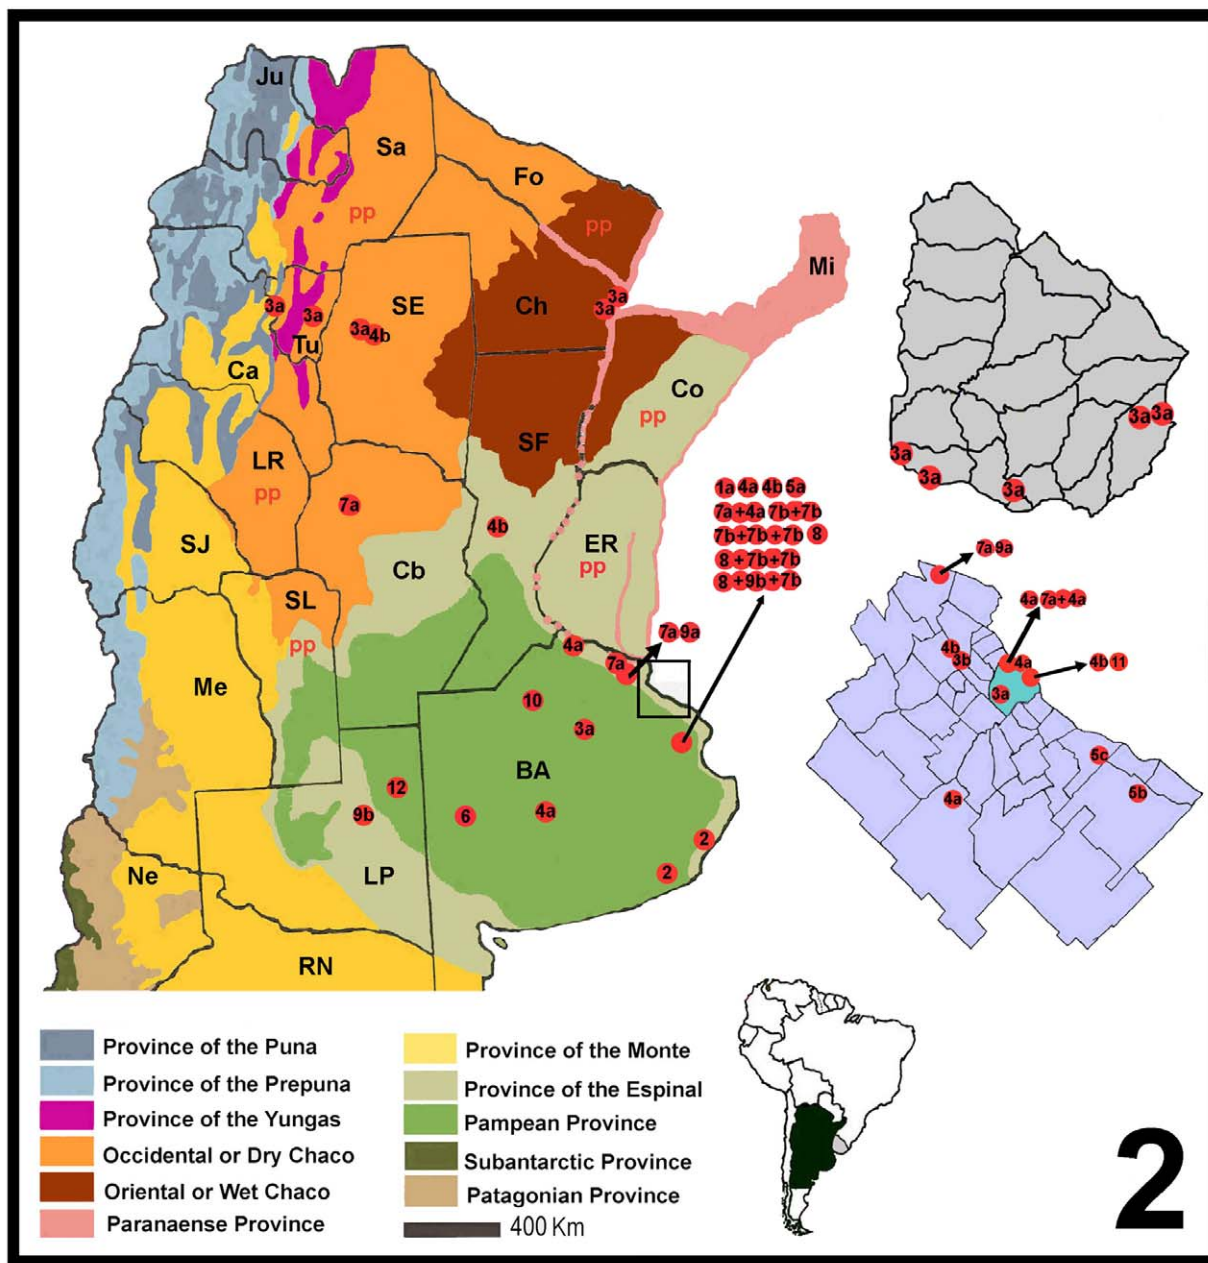 Ju
Sa
Fo
pp
pp
Mi
3a
3a
SE
3a
4b
Tu
Ch
3a
3a
Ca
Co
pp
SF
LR
pp
7a
4b
SJ
Cb
ER
pp
SL
pp
Me
4a
7a
7a 9a
10
3a
BA
12
9b
6
4a
2
2
LP
Ne
RN
1a 4a 4b 5a
7a+4a 7b+7b
7b+7b+7b 8
8+7b+7b
8+9b+7b
3a 3a
3a
3a
3a
7a 9a
4a 7a+4a
4b
3b
4a
4b 11
3a
5c
5b
4a
Province of the Puna
Province of the Prepuna
Province of the Yungas
Occidental or Dry Chaco
Oriental or Wet Chaco
Paranaense Province
Province of the Monte
Province of the Espinal
Pampean Province
Subantarctic Province
Patagonian Province
400 Km
2